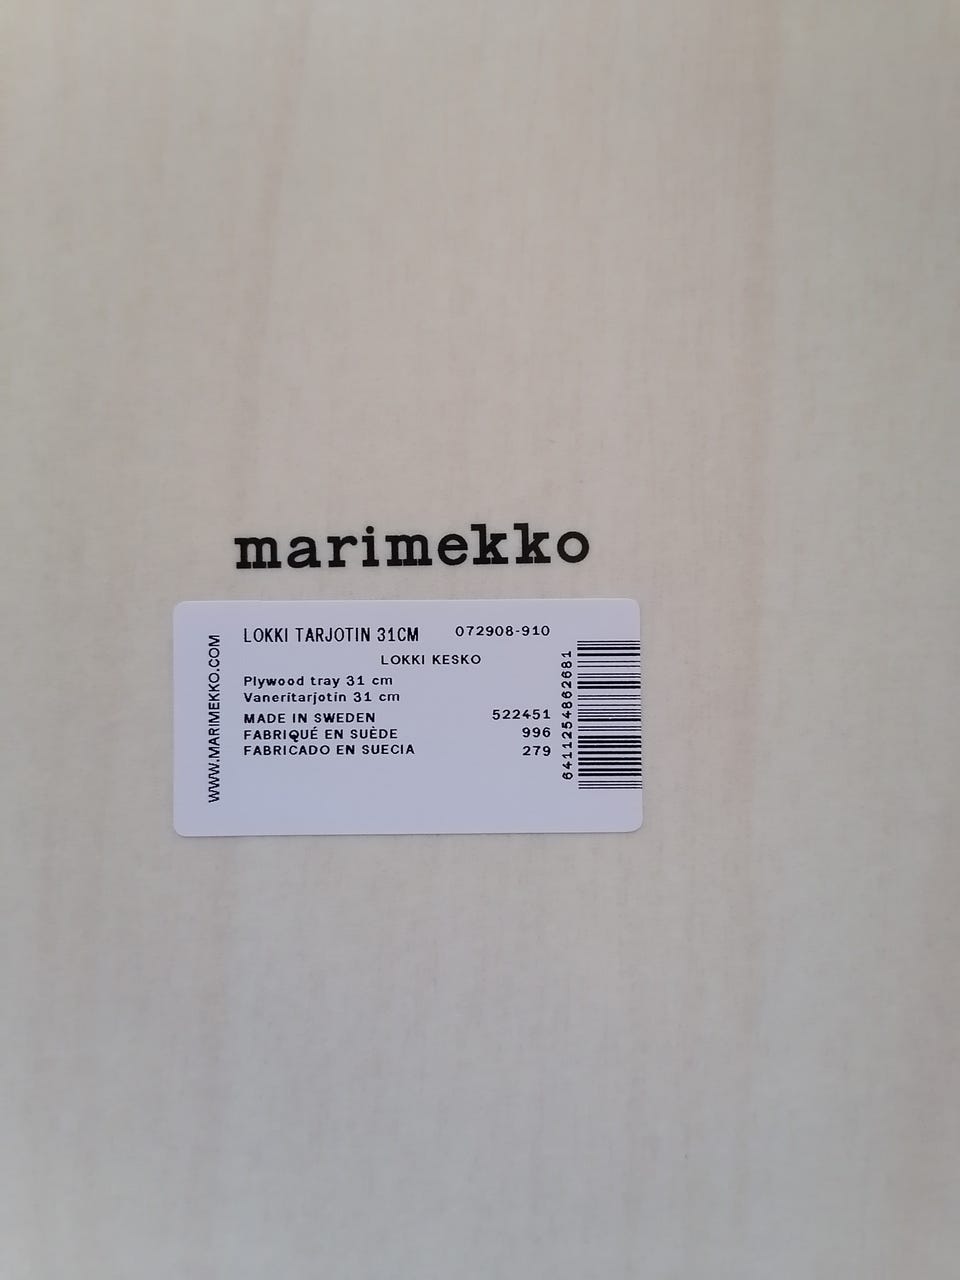 marimekko
WWW.MARIMEKKO.COM
LOKKI TARJOTIN 31CM 072908-910
LOKKI KESKO
Plywood tray 31 cm
Vaneritarjotin 31 cm
MADE IN SWEDEN 522451
FABRIQUÉ EN SUÈDE 996
FABRICADO EN SUECIA 279
6411254862681